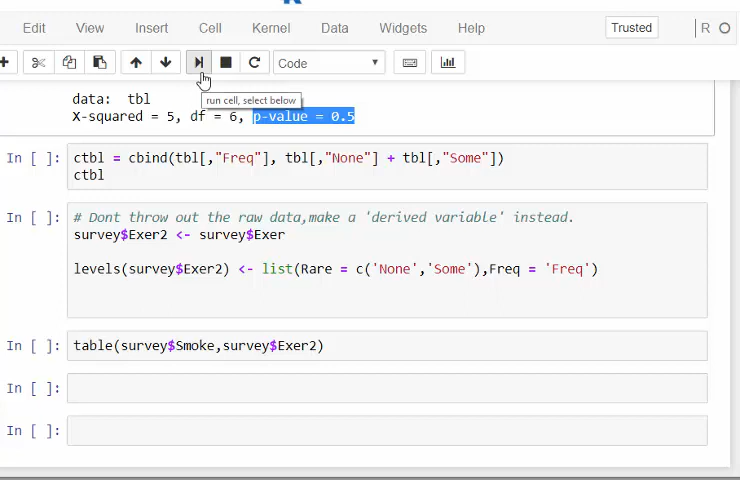 Edit View Insert Cell Kernel Data Widgets Help Trusted R
Code
run cell, select below
data: tbl
X-squared = 5, df = 6, p-value = 0.5
In [ ]: ctbl = cbind(tbl[,"Freq"], tbl[,"None"] + tbl[,"Some"])
ctbl
In [ ]: # Dont throw out the raw data,make a 'derived variable' instead.
survey$Exer2 <- survey$Exer
levels(survey$Exer2) <- list(Rare = c('None','Some'),Freq = 'Freq')
In [ ]: table(survey$Smoke,survey$Exer2)
In [ ]:
In [ ]: